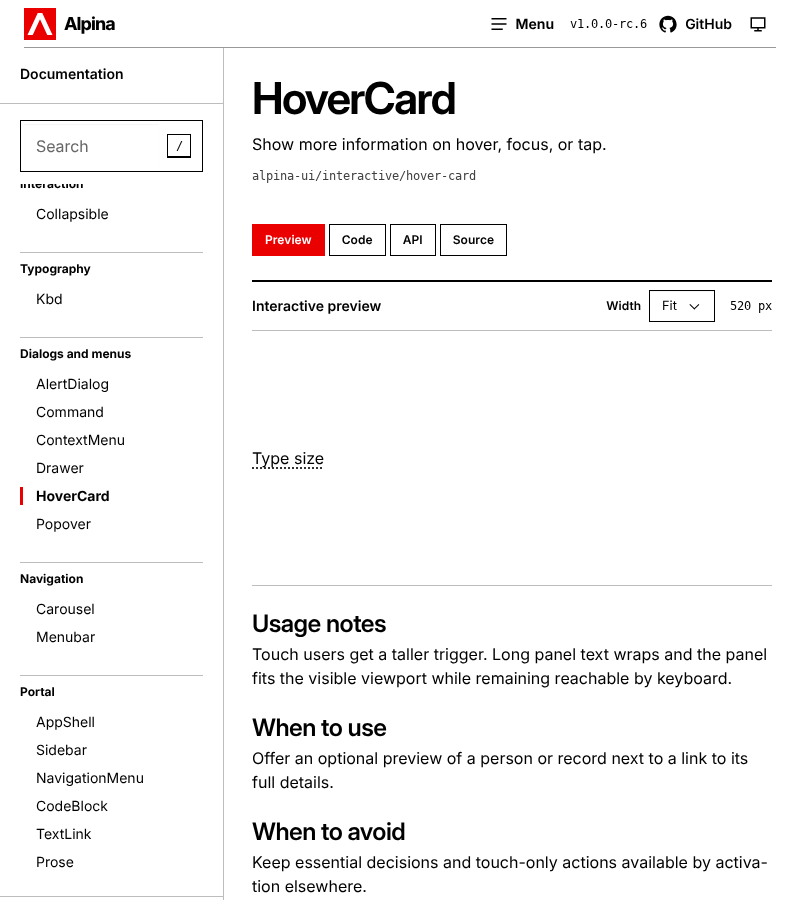 Alpina
Menu
v1.0.0-rc.6
GitHub
Documentation
Search
/
Interaction
Collapsible
Typography
Kbd
Dialogs and menus
AlertDialog
Command
ContextMenu
Drawer
HoverCard
Popover
Navigation
Carousel
Menubar
Portal
AppShell
Sidebar
NavigationMenu
CodeBlock
TextLink
Prose
HoverCard
Show more information on hover, focus, or tap.
alpina-ui/interactive/hover-card
Preview
Code
API
Source
Interactive preview
Width
Fit
520 px
Type size
Usage notes
Touch users get a taller trigger. Long panel text wraps and the panel
fits the visible viewport while remaining reachable by keyboard.
When to use
Offer an optional preview of a person or record next to a link to its
full details.
When to avoid
Keep essential decisions and touch-only actions available by activa-
tion elsewhere.